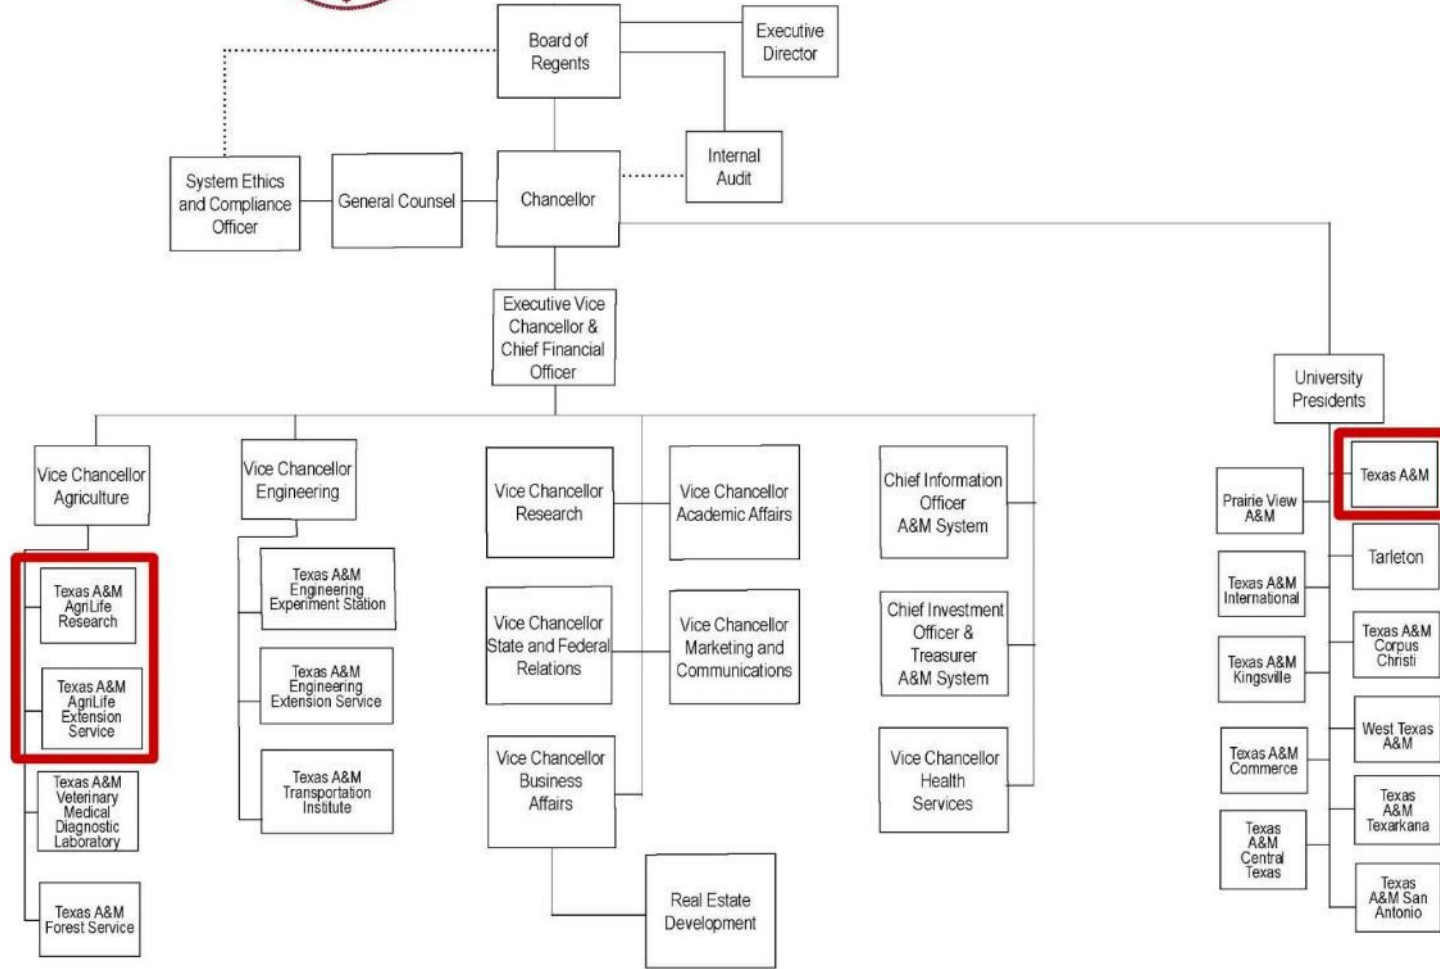 Board of
Regents
Executive
Director
Internal
Audit
System Ethics
and Compliance
Officer
General Counsel
Chancellor
Executive Vice
Chancellor &
Chief Financial
Officer
University
Presidents
Vice Chancellor
Agriculture
Texas A&M
AgriLife
Research
Texas A&M
AgriLife
Extension
Service
Texas A&M
Veterinary
Medical
Diagnostic
Laboratory
Texas A&M
Forest Service
Vice Chancellor
Engineering
Texas A&M
Engineering
Experiment Station
Texas A&M
Engineering
Extension Service
Texas A&M
Transportation
Institute
Vice Chancellor
Research
Vice Chancellor
Academic Affairs
Vice Chancellor
State and Federal
Relations
Vice Chancellor
Marketing and
Communications
Vice Chancellor
Business
Affairs
Real Estate
Development
Chief Information
Officer
A&M System
Chief Investment
Officer &
Treasurer
A&M System
Vice Chancellor
Health
Services
Texas A&M
Prairie View
A&M
Tarleton
Texas A&M
International
Texas A&M
Corpus
Christi
Texas A&M
Kingsville
West Texas
A&M
Texas A&M
Commerce
Texas
A&M
Texarkana
Texas
A&M
Central
Texas
Texas
A&M San
Antonio